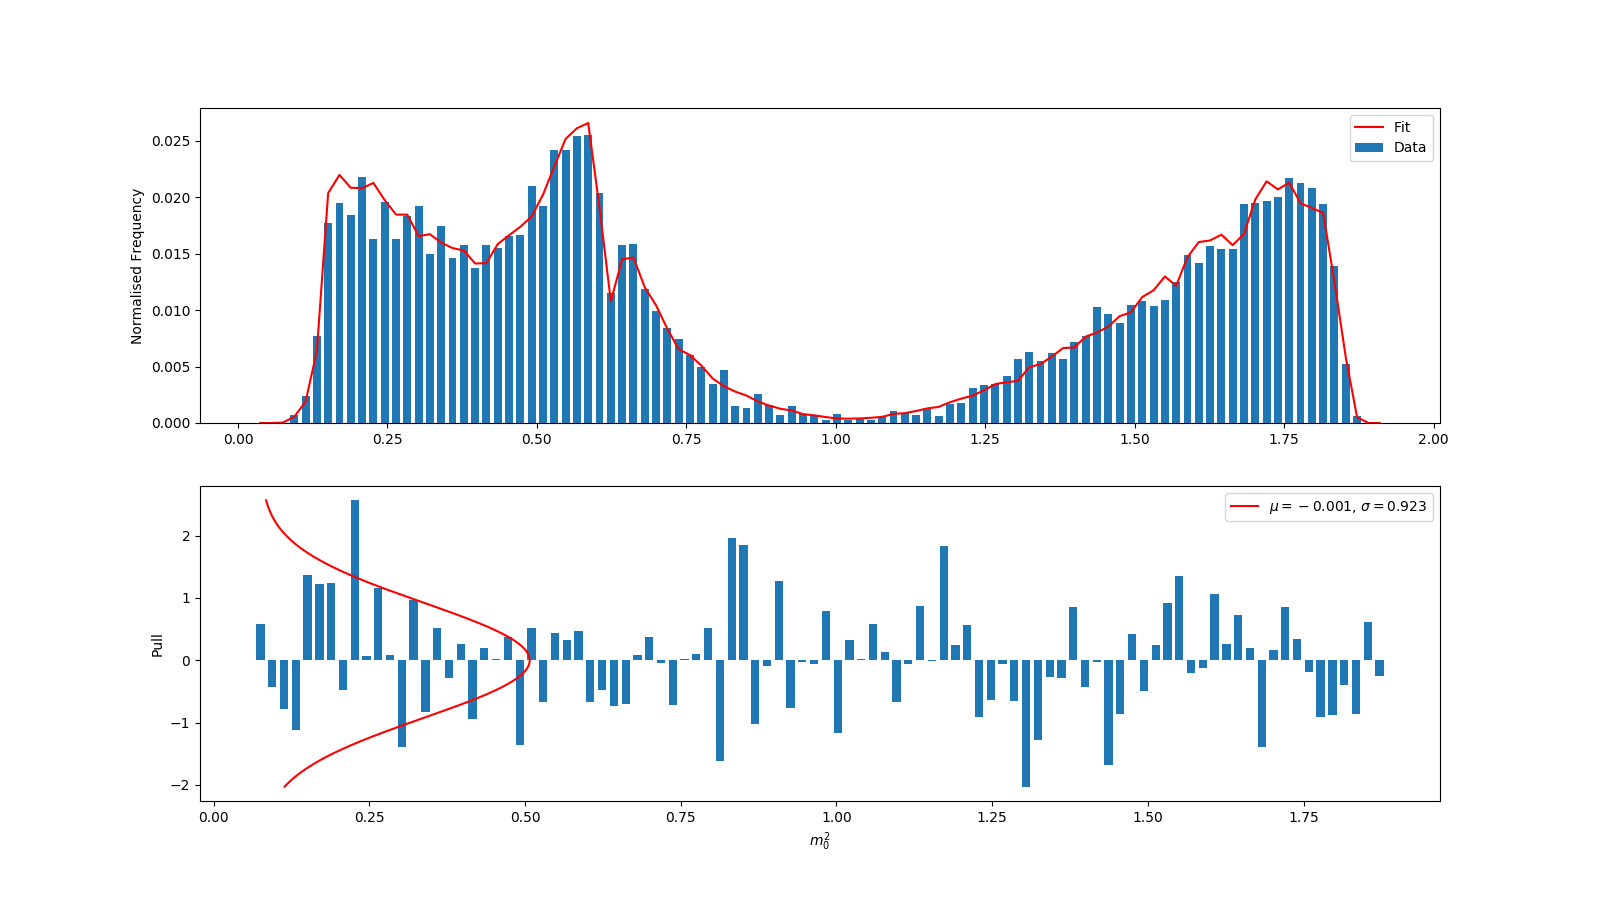 0.025
0.020
0.015
0.010
0.005
0.000
Normalised Frequency
Fit
Data
0.00 0.25 0.50 0.75 1.00 1.25 1.50 1.75 2.00
2
1
0
−1
−2
Pull
μ = −0.001, σ = 0.923
0.00 0.25 0.50 0.75 1.00 1.25 1.50 1.75
m₀²